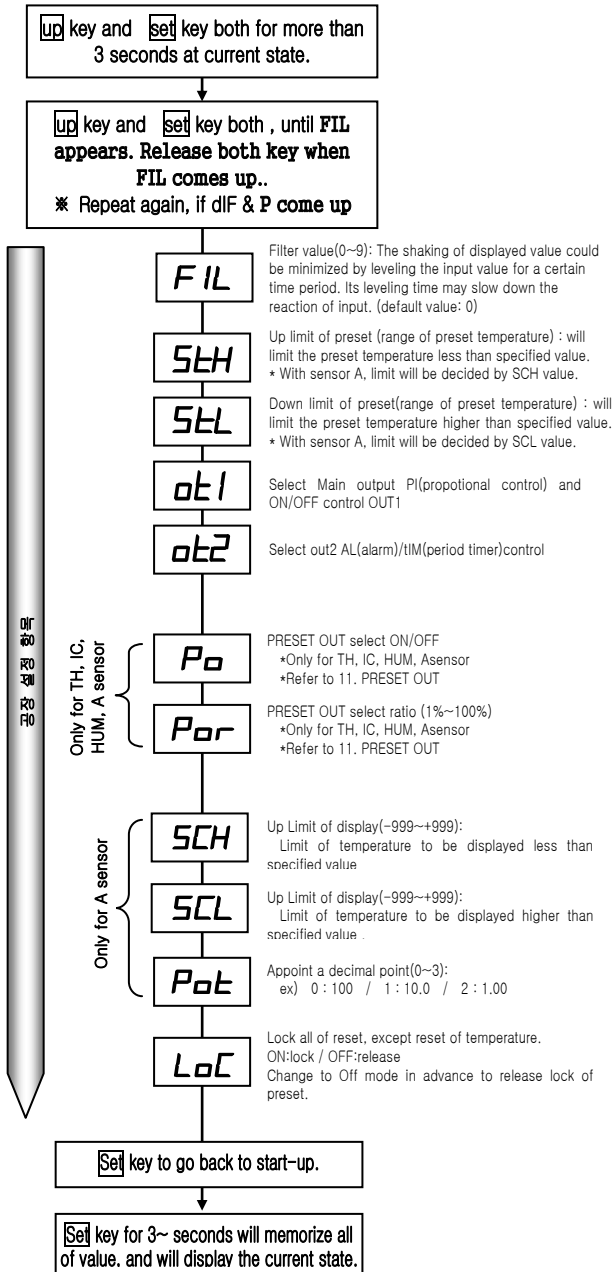 up key and set key both for more than
3 seconds at current state.
up key and set key both , until FIL
appears. Release both key when
FIL comes up..
※ Repeat again, if dIF & P come up
FIL
Filter value(0~9): The shaking of displayed value could
be minimized by leveling the input value for a certain
time period. Its leveling time may slow down the
reaction of input. (default value: 0)
StH
Up limit of preset (range of preset temperature) : will
limit the preset temperature less than specified value.
* With sensor A, limit will be decided by SCH value.
StL
Down limit of preset(range of preset temperature) : will
limit the preset temperature higher than specified value.
* With sensor A, limit will be decided by SCL value.
ot1
Select Main output PI(propotional control) and
ON/OFF control OUT1
ot2
Select out2 AL(alarm)/tIM(period timer)control
공장 설정 항목
Only for TH, IC,
HUM, A sensor
Po
PRESET OUT select ON/OFF
*Only for TH, IC, HUM, Asensor
*Refer to 11. PRESET OUT
Por
PRESET OUT select ratio (1%~100%)
*Only for TH, IC, HUM, Asensor
*Refer to 11. PRESET OUT
Only for A sensor
SCH
Up Limit of display(-999~+999):
Limit of temperature to be displayed less than
specified value
SCL
Up Limit of display(-999~+999):
Limit of temperature to be displayed higher than
specified value .
Pot
Appoint a decimal point(0~3):
ex) 0 : 100 / 1 : 10.0 / 2 : 1.00
LoC
Lock all of reset, except reset of temperature.
ON:lock / OFF:release
Change to Off mode in advance to release lock of
preset.
Set key to go back to start-up.
Set key for 3~ seconds will memorize all
of value, and will display the current state.